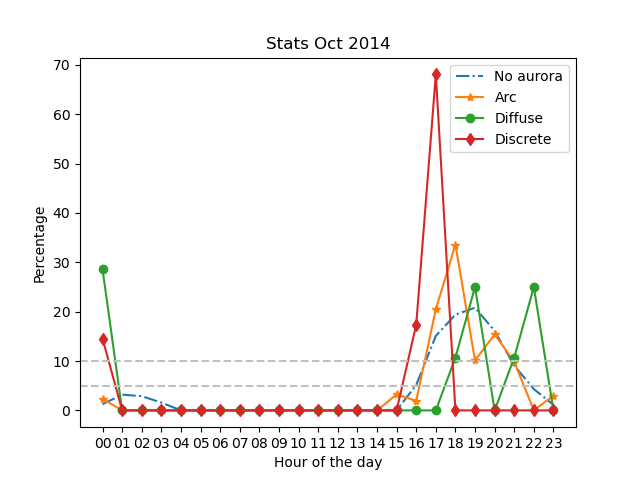 Stats Oct 2014
70
60
50
40
30
20
10
0
Percentage
No aurora
Arc
Diffuse
Discrete
00 01 02 03 04 05 06 07 08 09 10 11 12 13 14 15 16 17 18 19 20 21 22 23
Hour of the day